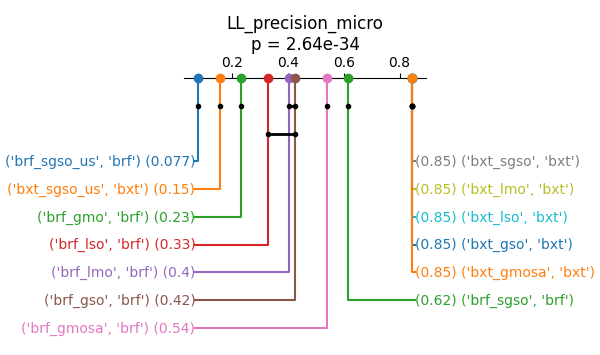 LL_precision_micro
p = 2.64e-34
0.2 0.4 0.6 0.8
('brf_sgso_us', 'brf') (0.077)
(0.85) ('bxt_sgso', 'bxt')
('bxt_sgso_us', 'bxt') (0.15)
(0.85) ('bxt_lmo', 'bxt')
('brf_gmo', 'brf') (0.23)
(0.85) ('bxt_lso', 'bxt')
('brf_lso', 'brf') (0.33)
(0.85) ('bxt_gso', 'bxt')
('brf_lmo', 'brf') (0.4)
(0.85) ('bxt_gmosa', 'bxt')
('brf_gso', 'brf') (0.42)
(0.62) ('brf_sgso', 'brf')
('brf_gmosa', 'brf') (0.54)